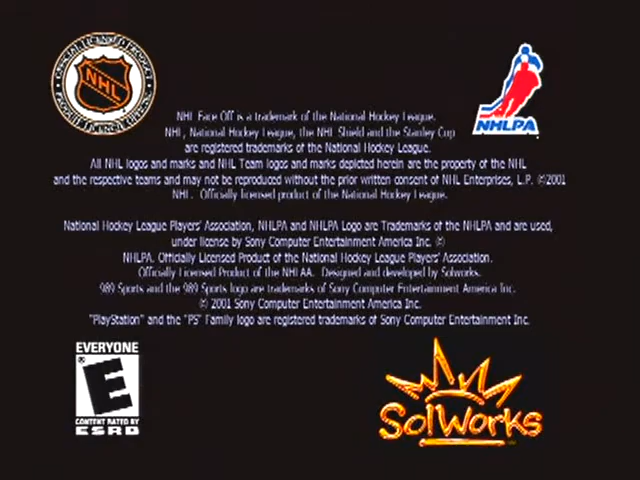 OFFICIAL LICENSED PRODUCT
NHL
NHLPA
NHL Face Off is a trademark of the National Hockey League.
NHL, National Hockey League, the NHL Shield and the Stanley Cup
are registered trademarks of the National Hockey League.
All NHL logos and marks and NHL Team logos and marks depicted herein are the property of the NHL
and the respective teams and may not be reproduced without the prior written consent of NHL Enterprises, L.P. ©2001
NHL. Officially licensed product of the National Hockey League.
National Hockey League Players' Association, NHLPA and NHLPA Logo are Trademarks of the NHLPA and are used,
under license by Sony Computer Entertainment America Inc. ©
NHLPA. Officially Licensed Product of the National Hockey League Players' Association.
Officially Licensed Product of the NHLAA. Designed and developed by Solworks.
989 Sports and the 989 Sports logo are trademarks of Sony Computer Entertainment America Inc.
© 2001 Sony Computer Entertainment America Inc.
"PlayStation" and the "PS" Family logo are registered trademarks of Sony Computer Entertainment Inc.
EVERYONE
E
CONTENT RATED BY
ESRB
SolWorks